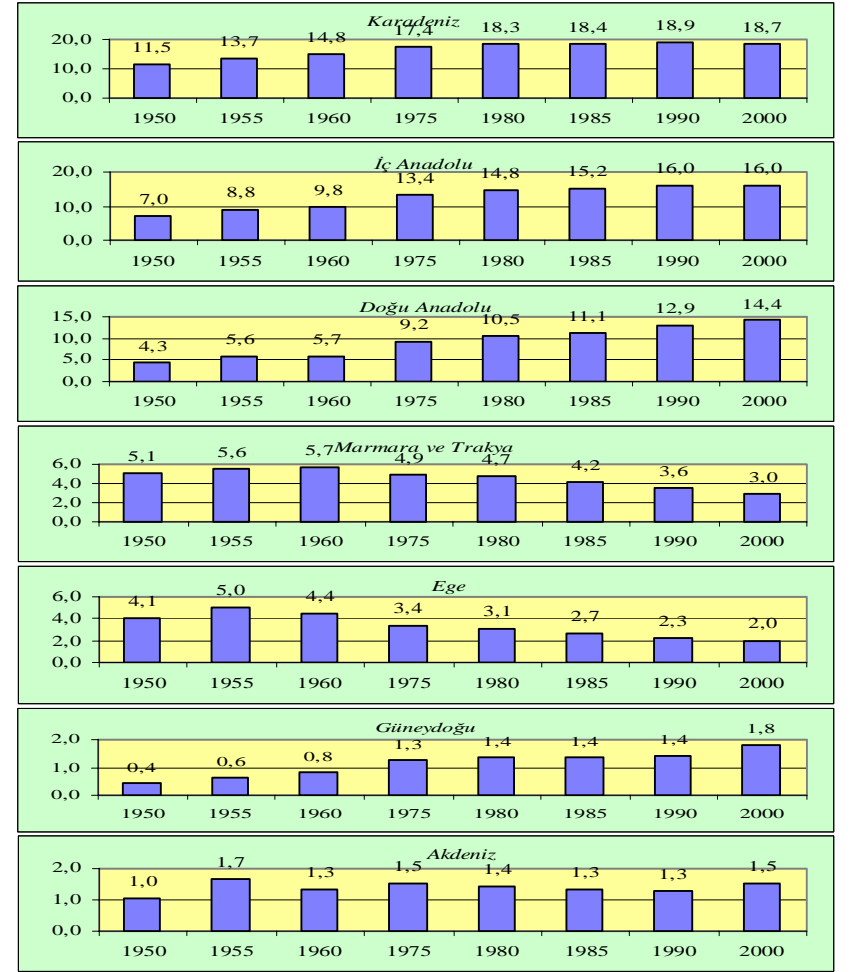 Karadeniz
11,5 13,7 14,8 17,4 18,3 18,4 18,9 18,7
20,0
10,0
0,0
1950 1955 1960 1975 1980 1985 1990 2000
İç Anadolu
7,0 8,8 9,8 13,4 14,8 15,2 16,0 16,0
20,0
10,0
0,0
1950 1955 1960 1975 1980 1985 1990 2000
Doğu Anadolu
4,3 5,6 5,7 9,2 10,5 11,1 12,9 14,4
15,0
10,0
5,0
0,0
1950 1955 1960 1975 1980 1985 1990 2000
Marmara ve Trakya
5,1 5,6 5,7 4,9 4,7 4,2 3,6 3,0
6,0
4,0
2,0
0,0
1950 1955 1960 1975 1980 1985 1990 2000
Ege
4,1 5,0 4,4 3,4 3,1 2,7 2,3 2,0
6,0
4,0
2,0
0,0
1950 1955 1960 1975 1980 1985 1990 2000
Güneydoğu
0,4 0,6 0,8 1,3 1,4 1,4 1,4 1,8
2,0
1,0
0,0
1950 1955 1960 1975 1980 1985 1990 2000
Akdeniz
1,0 1,7 1,3 1,5 1,4 1,3 1,3 1,5
2,0
1,0
0,0
1950 1955 1960 1975 1980 1985 1990 2000